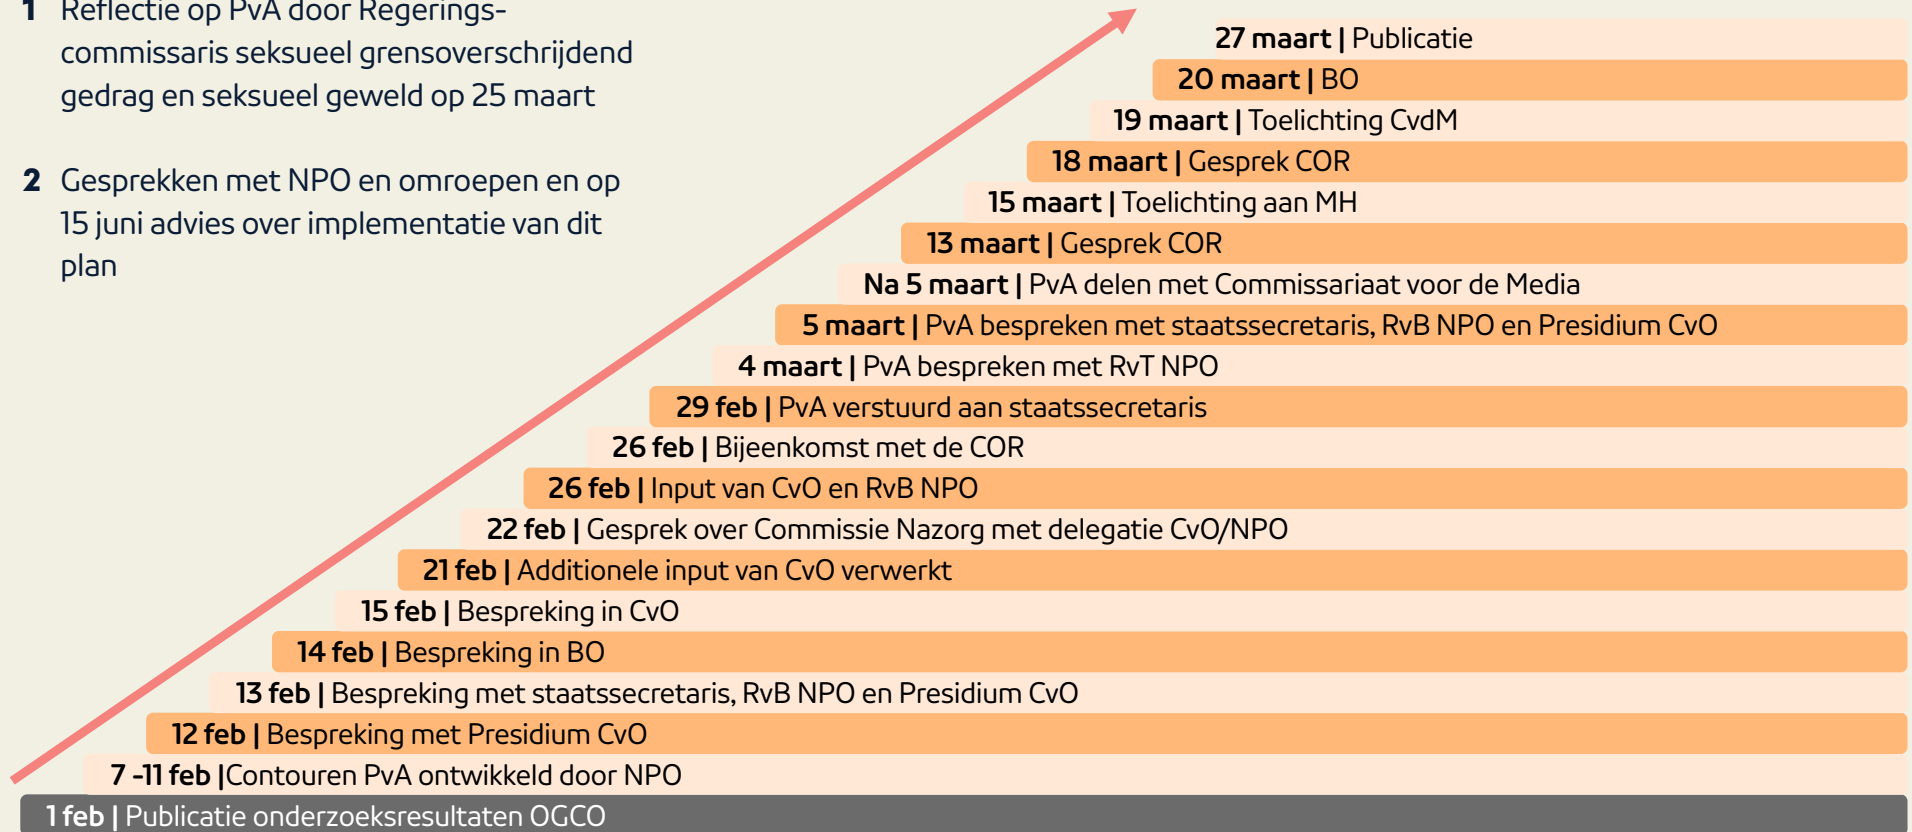 1 Reflectie op PvA door Regerings-
commissaris seksueel grensoverschrijdend
gedrag en seksueel geweld op 25 maart
2 Gesprekken met NPO en omroepen en op
15 juni advies over implementatie van dit
plan
27 maart | Publicatie
20 maart | BO
19 maart | Toelichting CvdM
18 maart | Gesprek COR
15 maart | Toelichting aan MH
13 maart | Gesprek COR
Na 5 maart | PvA delen met Commissariaat voor de Media
5 maart | PvA bespreken met staatssecretaris, RvB NPO en Presidium CvO
4 maart | PvA bespreken met RvT NPO
29 feb | PvA verstuurd aan staatssecretaris
26 feb | Bijeenkomst met de COR
26 feb | Input van CvO en RvB NPO
22 feb | Gesprek over Commissie Nazorg met delegatie CvO/NPO
21 feb | Additionele input van CvO verwerkt
15 feb | Bespreking in CvO
14 feb | Bespreking in BO
13 feb | Bespreking met staatssecretaris, RvB NPO en Presidium CvO
12 feb | Bespreking met Presidium CvO
7 -11 feb |Contouren PvA ontwikkeld door NPO
1 feb | Publicatie onderzoeksresultaten OGCO